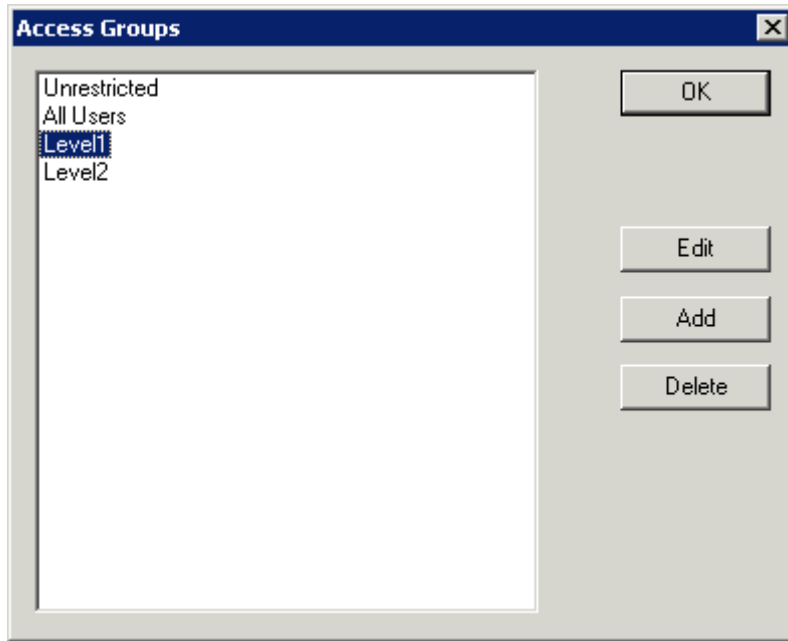 Access Groups
Unrestricted
All Users
Level1
Level2
OK
Edit
Add
Delete